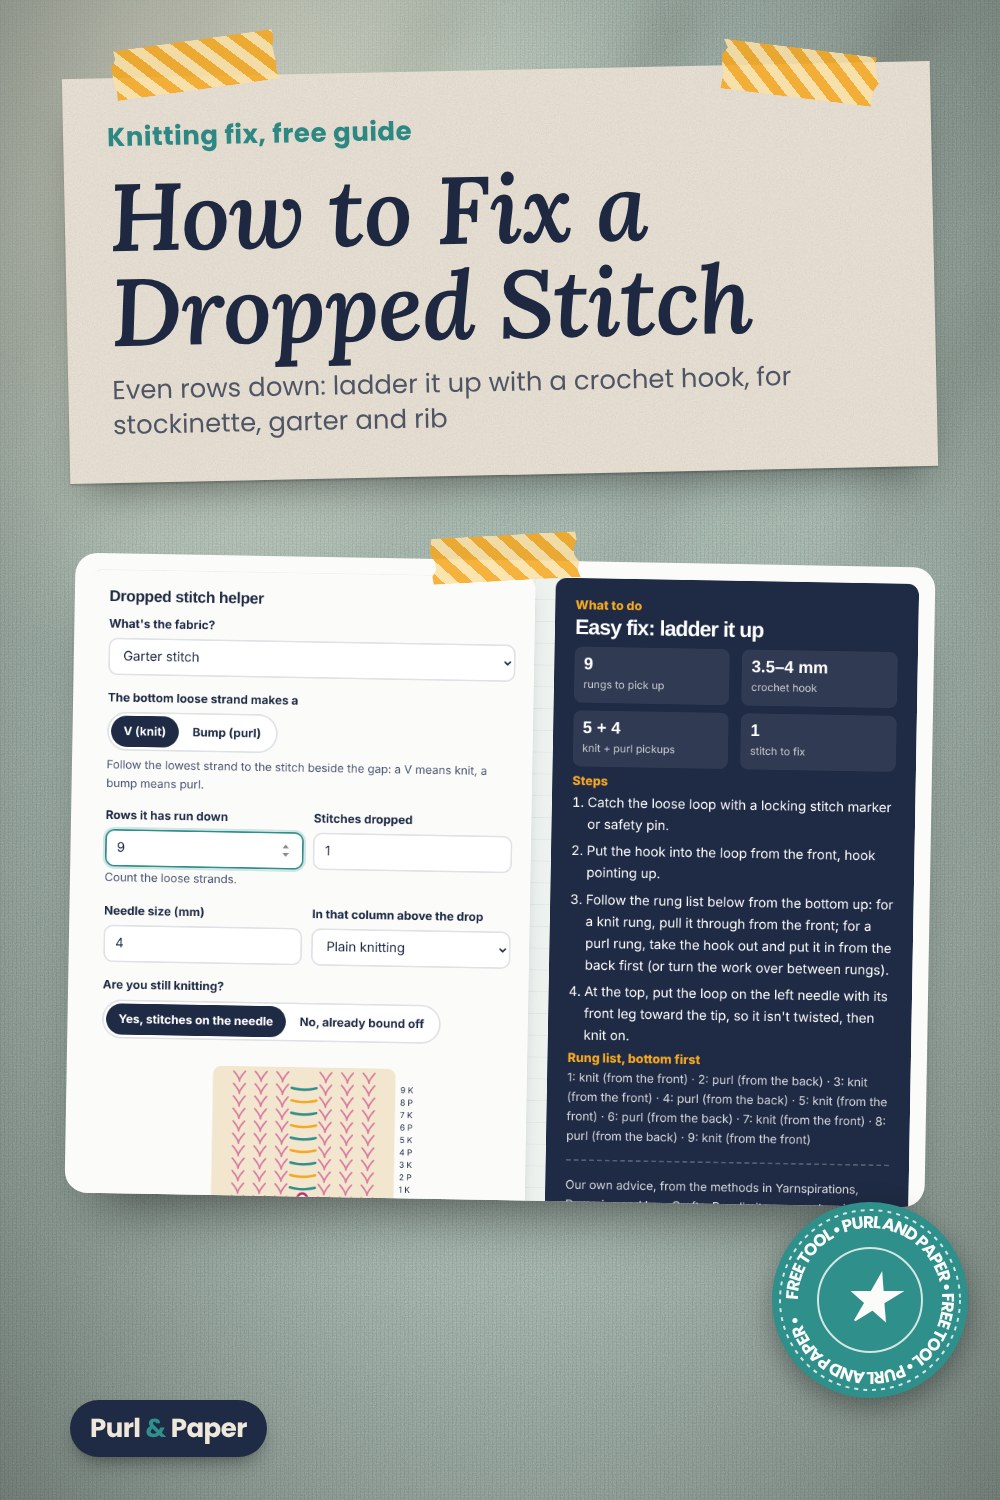 Knitting fix, free guide
How to Fix a
Dropped Stitch
Even rows down: ladder it up with a crochet hook, for
stockinette, garter and rib
Dropped stitch helper
What's the fabric?
Garter stitch
The bottom loose strand makes a
V (knit) Bump (purl)
Follow the lowest strand to the stitch beside the gap: a V means knit, a
bump means purl.
Rows it has run down Stitches dropped
9 1
Count the loose strands.
Needle size (mm) In that column above the drop
4 Plain knitting
Are you still knitting?
Yes, stitches on the needle No, already bound off
9 K
8 P
7 K
6 P
5 K
4 P
3 K
2 P
1 K
What to do
Easy fix: ladder it up
9 3.5–4 mm
rungs to pick up crochet hook
5 + 4 1
knit + purl pickups stitch to fix
Steps
1. Catch the loose loop with a locking stitch marker
or safety pin.
2. Put the hook into the loop from the front, hook
pointing up.
3. Follow the rung list below from the bottom up: for
a knit rung, pull it through from the front; for a
purl rung, take the hook out and put it in from the
back first (or turn the work over between rungs).
4. At the top, put the loop on the left needle with its
front leg toward the tip, so it isn't twisted, then
knit on.
Rung list, bottom first
1: knit (from the front) · 2: purl (from the back) · 3: knit
(from the front) · 4: purl (from the back) · 5: knit (from the
front) · 6: purl (from the back) · 7: knit (from the front) · 8:
purl (from the back) · 9: knit (from the front)
Our own advice, from the methods in Yarnspirations,
FREE TOOL • PURL AND PAPER • FREE TOOL • PURL AND PAPER •
Purl & Paper